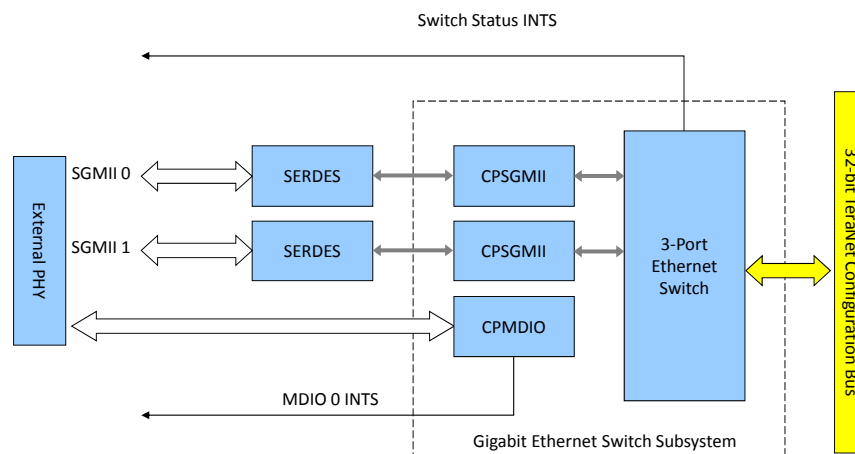 Switch Status INTS
SGMII 0
SERDES
CPSGMII
External PHY
SGMII 1
SERDES
CPSGMII
3-Port
Ethernet
Switch
32-bit TeraNet Configuration Bus
CPMDIO
MDIO 0 INTS
Gigabit Ethernet Switch Subsystem